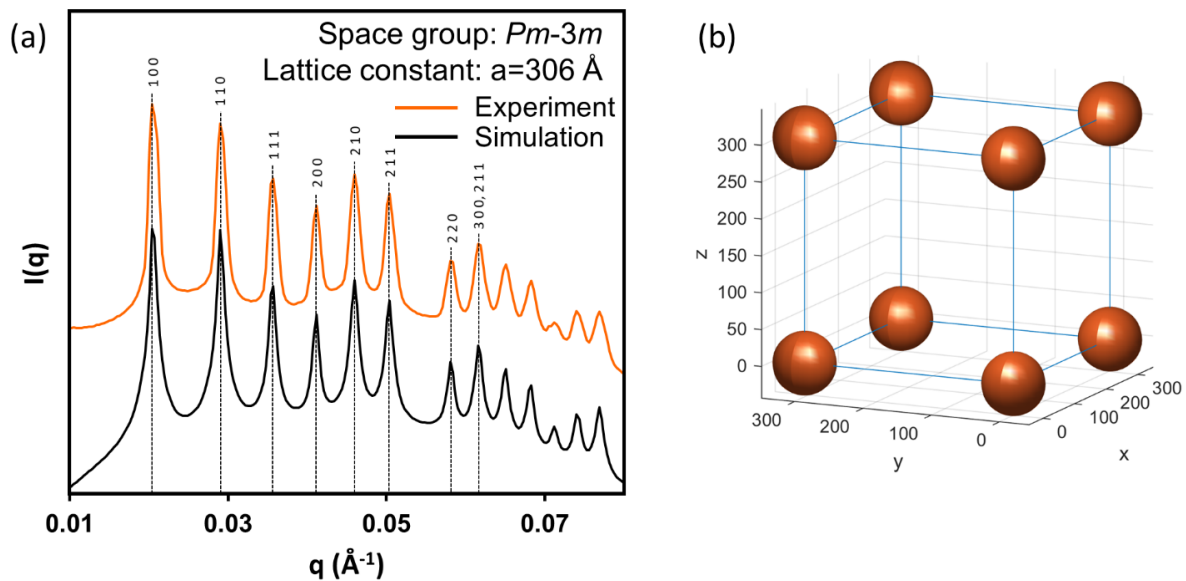 (a)
Space group: Pm-3m
Lattice constant: a=306 Å
Experiment
Simulation
100
110
111
200
210
211
220
300,211
I(q)
0.01
0.03
0.05
0.07
q (Å-1)
(b)
300
250
200
150
100
50
0
z
300
200
100
0
y
0
100
200
300
x